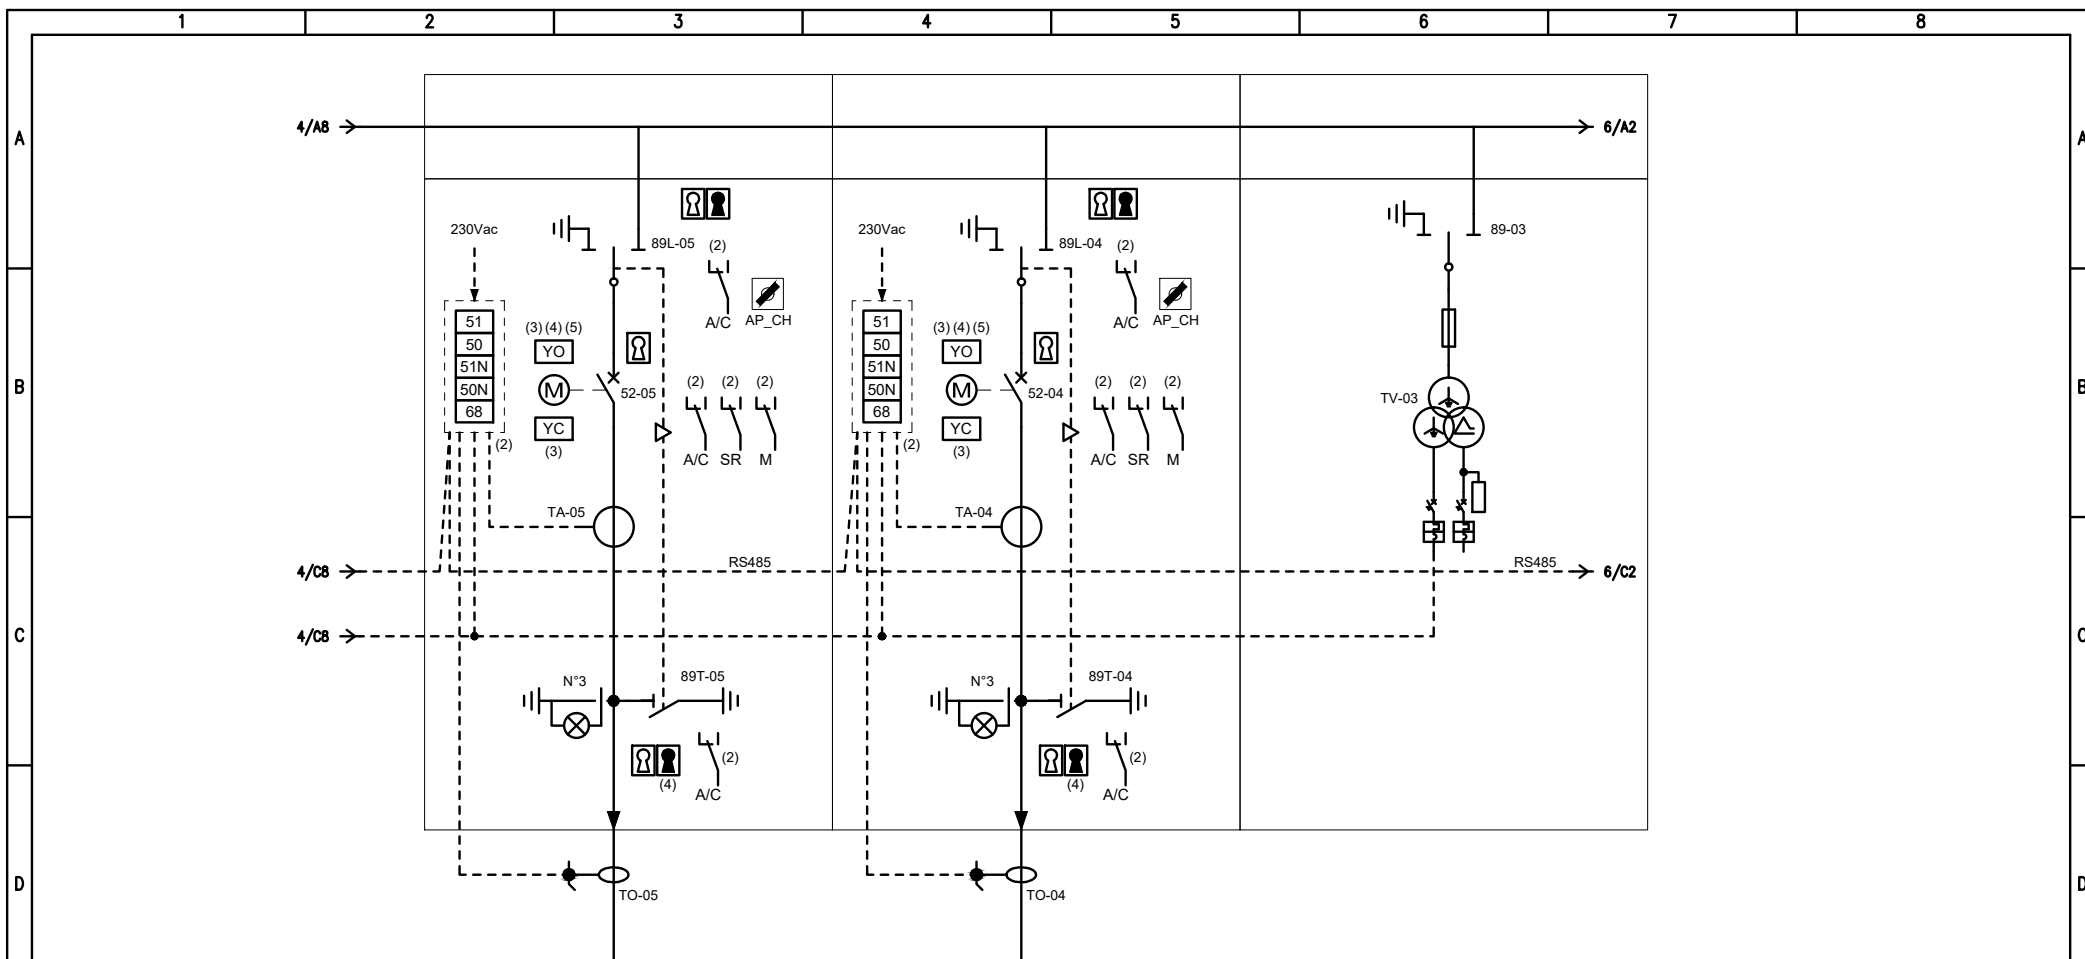 1 2 3 4 5 6 7 8
A A
4/A8 6/A2
230Vac 89L-05 (2) 230Vac 89L-04 (2) 89-03
A/C AP_CH A/C AP_CH
51 (3) (4) (5) 51 (3) (4) (5)
50 YO 50 YO
51N 51N
B 50N M 52-05 (2) (2) (2) 50N M 52-04 (2) (2) (2) TV-03 B
68 YC 68 YC
(2) (3) A/C SR M (2) (3) A/C SR M
TA-05 TA-04
4/C8 RS485 RS485 6/C2
C 4/C8 C
N°3 89T-05 N°3 89T-04
(2) (2)
(4) A/C (4) A/C
D D
TO-05 TO-04